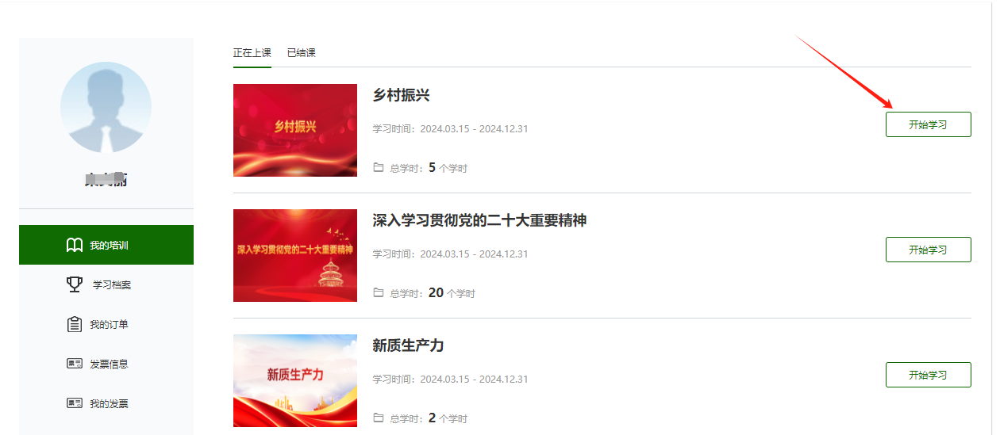 正在上课 已结课
乡村振兴
乡村振兴
学习时间：2024.03.15 - 2024.12.31
总学时：5 个学时
开始学习
我的培训
学习档案
我的订单
发票信息
我的发票
深入学习贯彻党的二十大重要精神
深入学习贯彻党的二十大重要精神
学习时间：2024.03.15 - 2024.12.31
总学时：20 个学时
开始学习
新质生产力
新质生产力
学习时间：2024.03.15 - 2024.12.31
总学时：2 个学时
开始学习